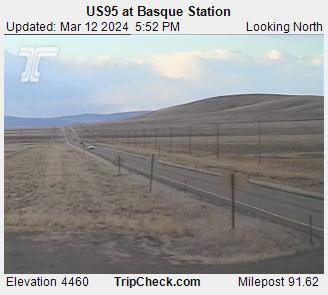 US95 at Basque Station
Updated: Mar 12 2024 5:52 PM Looking North
Elevation 4460 TripCheck.com Milepost 91.62